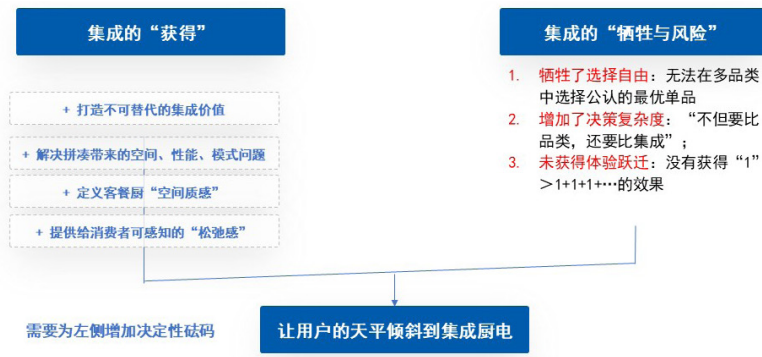 集成的“获得”
+ 打造不可替代的集成价值
+ 解决拼凑带来的空间、性能、模式问题
+ 定义客餐厨“空间质感”
+ 提供给消费者可感知的“松弛感”
集成的“牺牲与风险”
1. 牺牲了选择自由：无法在多品类
中选择公认的最优单品
2. 增加了决策复杂度：“不但要比
品类，还要比集成”；
3. 未获得体验跃迁：没有获得“1”
＞1+1+1+…的效果
需要为左侧增加决定性砝码
让用户的天平倾斜到集成厨电